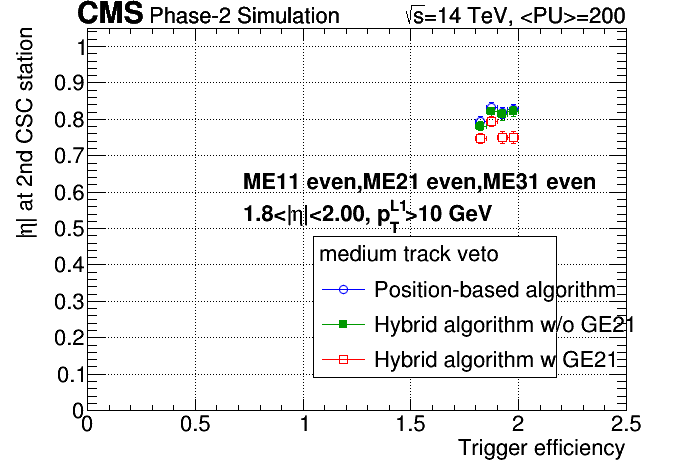 CMS Phase-2 Simulation √s=14 TeV, <PU>=200
|η| at 2nd CSC station
1
0.9
0.8
0.7
0.6
0.5
0.4
0.3
0.2
0.1
0
ME11 even,ME21 even,ME31 even
1.8<|η|<2.00, p_T^L1>10 GeV
medium track veto
Position-based algorithm
Hybrid algorithm w/o GE21
Hybrid algorithm w GE21
0 0.5 1 1.5 2 2.5
Trigger efficiency